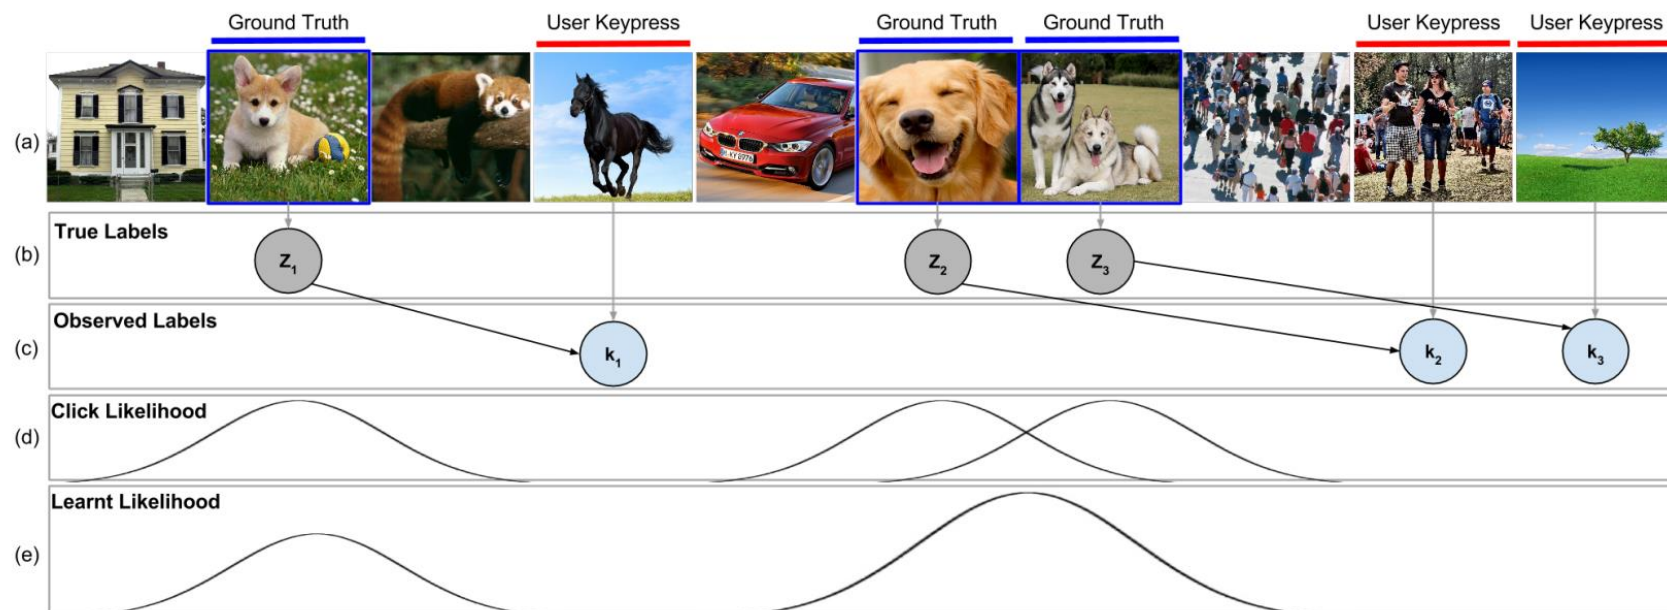 Ground Truth
User Keypress
Ground Truth
Ground Truth
User Keypress
User Keypress
(a)
(b)
True Labels
Z1
Z2
Z3
(c)
Observed Labels
k1
k2
k3
(d)
Click Likelihood
(e)
Learnt Likelihood